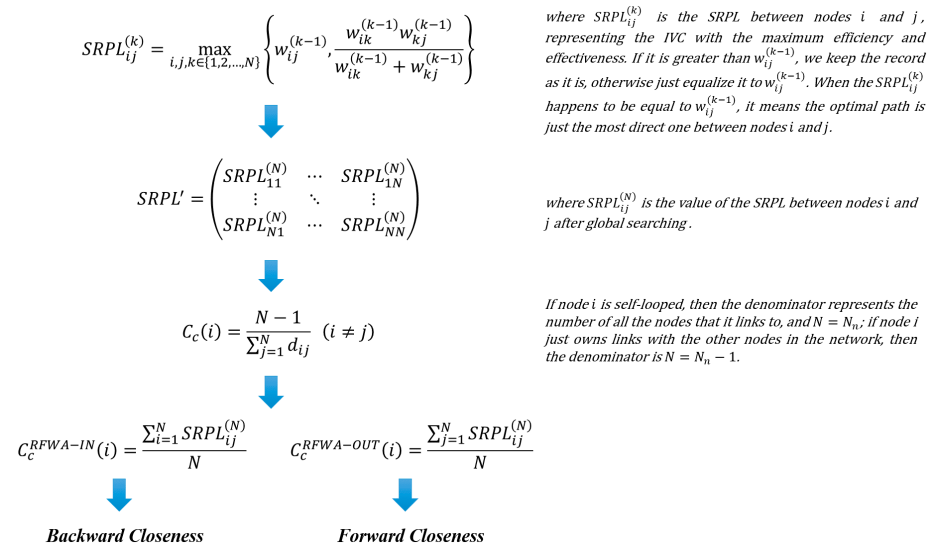 SRPL_{ij}^{(k)} = \max_{i,j,k∈{1,2,…,N}} { w_{ij}^{(k−1)}, \frac{w_{ik}^{(k−1)} w_{kj}^{(k−1)}}{w_{ik}^{(k−1)} + w_{kj}^{(k−1)}} }
where SRPL_{ij}^{(k)} is the SRPL between nodes i and j,
representing the IVC with the maximum efficiency and
effectiveness. If it is greater than w_{ij}^{(k−1)}, we keep the record
as it is, otherwise just equalize it to w_{ij}^{(k−1)}. When the SRPL_{ij}^{(k)}
happens to be equal to w_{ij}^{(k−1)}, it means the optimal path is
just the most direct one between nodes i and j.
SRPL′ = ( SRPL_{11}^{(N)} ⋯ SRPL_{1N}^{(N)}
⋮ ⋱ ⋮
SRPL_{N1}^{(N)} ⋯ SRPL_{NN}^{(N)} )
where SRPL_{ij}^{(N)} is the value of the SRPL between nodes i and
j after global searching .
C_c(i) = \frac{N − 1}{\sum_{j=1}^{N} d_{ij}} (i ≠ j)
If node i is self-looped, then the denominator represents the
number of all the nodes that it links to, and N = N_n; if node i
just owns links with the other nodes in the network, then
the denominator is N = N_n − 1.
C_c^{RFWA−IN}(i) = \frac{\sum_{i=1}^{N} SRPL_{ij}^{(N)}}{N}
C_c^{RFWA−OUT}(i) = \frac{\sum_{j=1}^{N} SRPL_{ij}^{(N)}}{N}
Backward Closeness
Forward Closeness